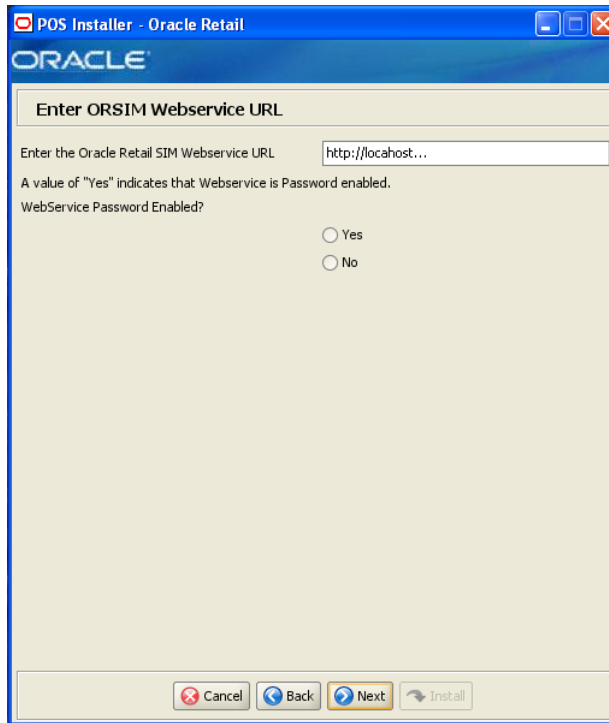 POS Installer - Oracle Retail
ORACLE
Enter ORSIM Webservice URL
Enter the Oracle Retail SIM Webservice URL http://locahost...
A value of "Yes" indicates that Webservice is Password enabled.
WebService Password Enabled?
Yes
No
Cancel Back Next Install